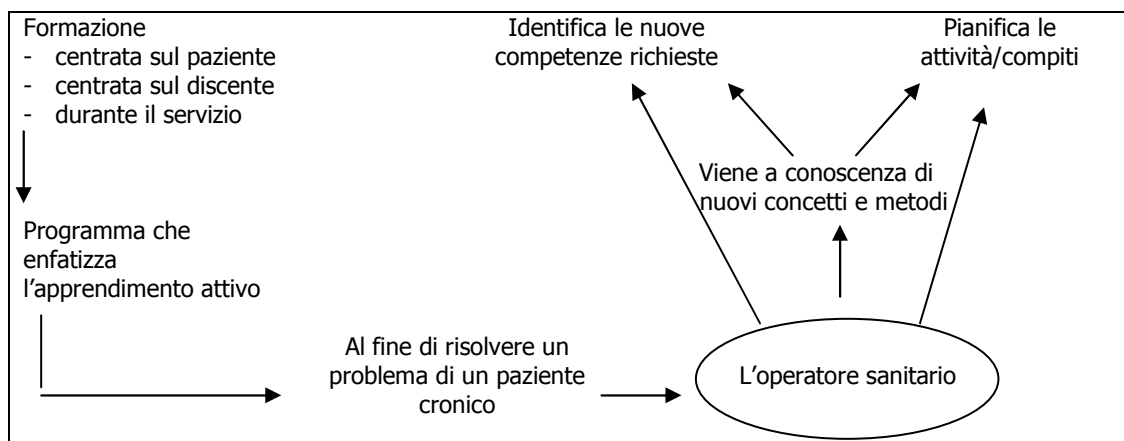 Formazione
- centrata sul paziente
- centrata sul discente
- durante il servizio
Identifica le nuove
competenze richieste
Pianifica le
attività/compiti
Viene a conoscenza di
nuovi concetti e metodi
Programma che
enfatizza
l’apprendimento attivo
Al fine di risolvere un
problema di un paziente
cronico
L’operatore sanitario